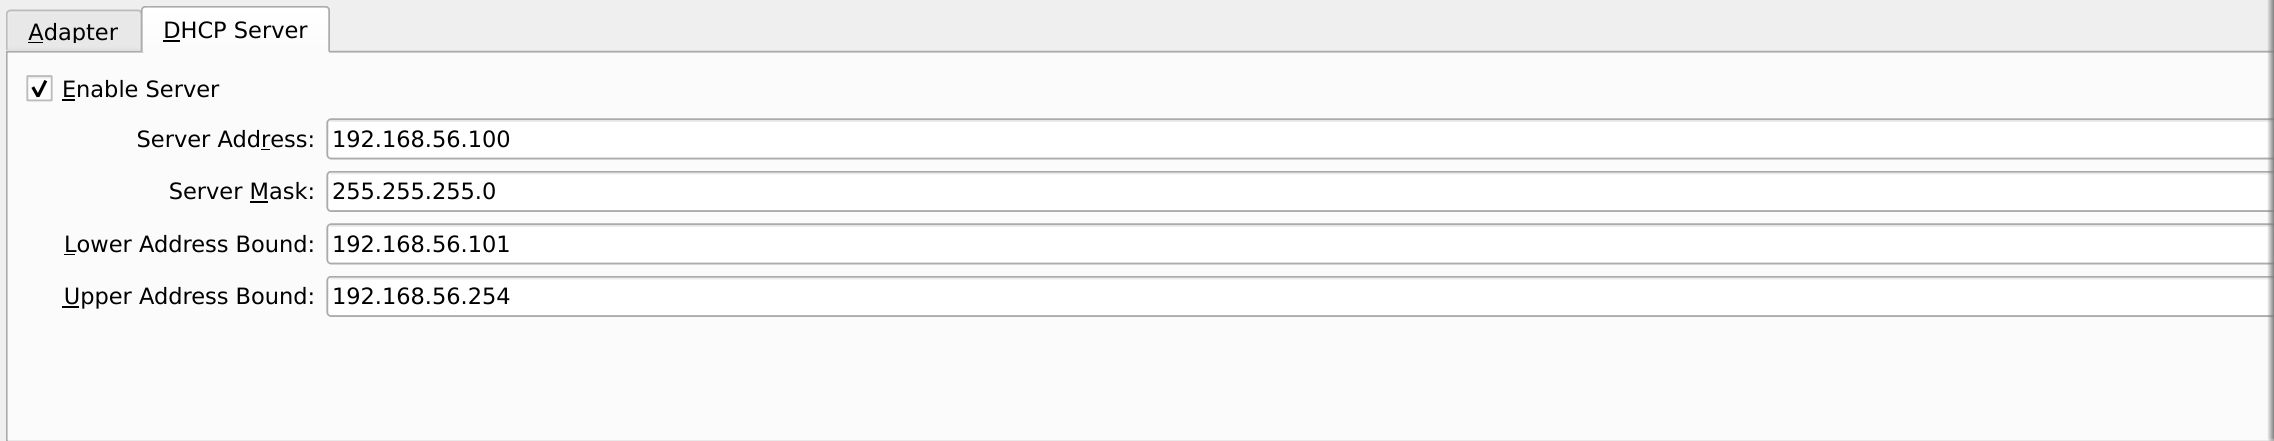 Adapter DHCP Server
Enable Server
Server Address: 192.168.56.100
Server Mask: 255.255.255.0
Lower Address Bound: 192.168.56.101
Upper Address Bound: 192.168.56.254